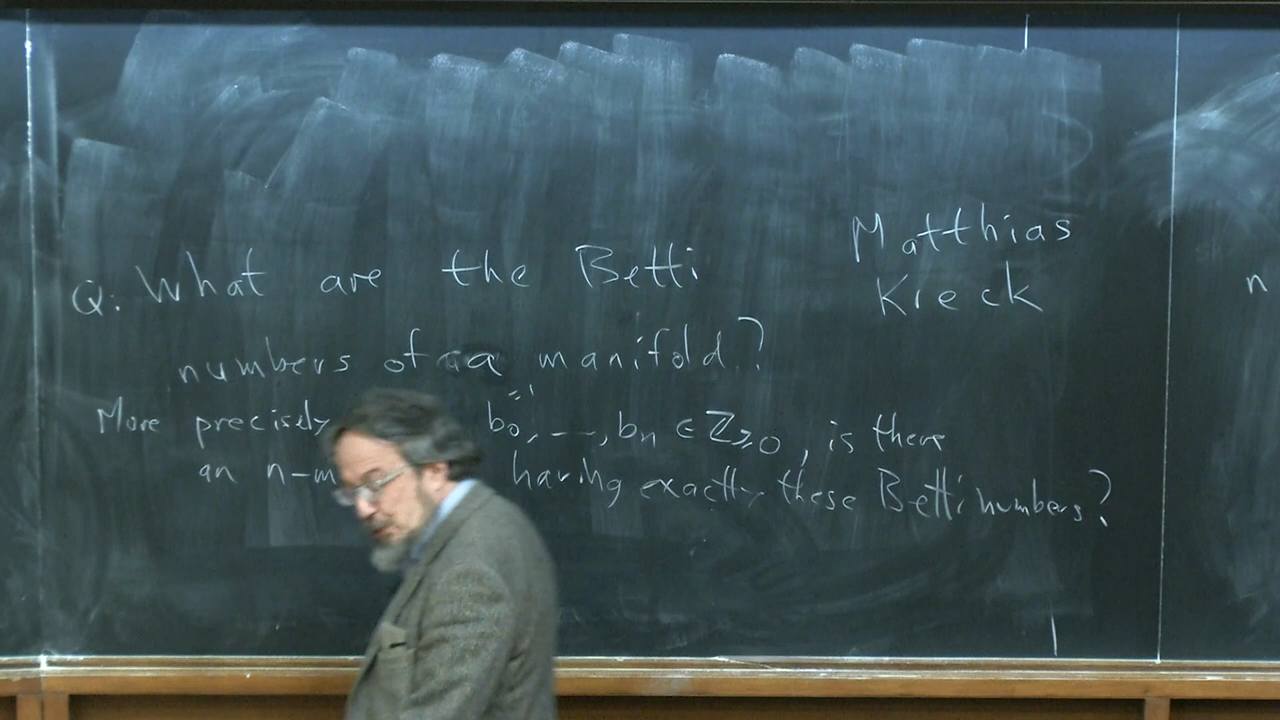 Q: What are the Betti
numbers of a manifold?
More precisely b₀, —, bₙ ∈ ℤ≥0, is there
an n-m having exactly these Betti numbers?
Matthias
Kreck
n